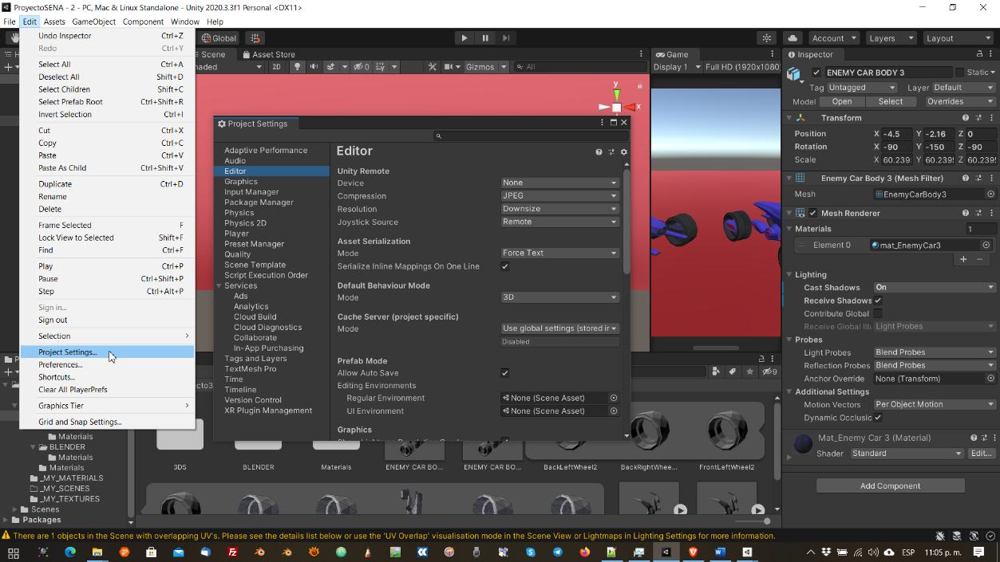 ProyectoSENA - 2 - PC, Mac & Linux Standalone - Unity 2020.3.3f1 Personal <DX11>
File Edit Assets GameObject Component Window Help
Undo Inspector Ctrl+Z
Redo Ctrl+Y
Select All Ctrl+A
Deselect All Shift+D
Select Children Shift+C
Select Prefab Root Ctrl+Shift+R
Invert Selection Ctrl+I
Cut Ctrl+X
Copy Ctrl+C
Paste Ctrl+V
Paste As Child Ctrl+Shift+V
Duplicate Ctrl+D
Rename
Delete
Frame Selected F
Lock View to Selected Shift+F
Find Ctrl+F
Play Ctrl+P
Pause Ctrl+Shift+P
Step Ctrl+Alt+P
Sign in...
Sign out
Selection
Project Settings...
Preferences...
Shortcuts...
Clear All PlayerPrefs
Graphics Tier
Grid and Snap Settings...
Global
Account Layers Layout
Scene Asset Store
2D 0 Gizmos All
Game
Display 1 Full HD (1920x1080
y
x
Project Settings
Adaptive Performance
Audio
Editor
Graphics
Input Manager
Package Manager
Physics
Physics 2D
Player
Preset Manager
Quality
Scene Template
Script Execution Order
Services
Ads
Analytics
Cloud Build
Cloud Diagnostics
Collaborate
In-App Purchasing
Tags and Layers
TextMesh Pro
Time
Timeline
Version Control
XR Plugin Management
Editor
Unity Remote
Device None
Compression JPEG
Resolution Downsize
Joystick Source Remote
Asset Serialization
Mode Force Text
Serialize Inline Mappings On One Line
Default Behaviour Mode
Mode 3D
Cache Server (project specific)
Mode Use global settings (stored in
Disabled
Prefab Mode
Allow Auto Save
Editing Environments
Regular Environment None (Scene Asset)
UI Environment None (Scene Asset)
Graphics
Inspector
ENEMY CAR BODY 3 Static
Tag Untagged Layer Default
Model Open Select Overrides
Transform
Position X -4.5 Y -2.16 Z 0
Rotation X -90 Y -150 Z -90
Scale X 60.239 Y 60.239 Z 60.239
Enemy Car Body 3 (Mesh Filter)
Mesh EnemyCarBody3
Mesh Renderer
Materials 1
Element 0 mat_EnemyCar3
Lighting
Cast Shadows On
Receive Shadows
Contribute Global
Receive Global Illu Light Probes
Probes
Light Probes Blend Probes
Reflection Probes Blend Probes
Anchor Override None (Transform)
Additional Settings
Motion Vectors Per Object Motion
Dynamic Occlusic
Mat_Enemy Car 3 (Material)
Shader Standard Edit...
Add Component
9
Materials
BLENDER
Materials
Materials
_MY_MATERIALS
_MY_SCENES
_MY_TEXTURES
Scenes
Packages
3DS BLENDER Materials ENEMY CAR BO... ENEMY CAR BO... BackLeftWheel2 BackRightWhee... FrontLeftWheel2
There are 1 objects in the Scene with overlapping UV's. Please see the details list below or use the 'UV Overlap' visualisation mode in the Scene View or Lightmaps in Lighting Settings for more information.
ESP 11:05 p. m.